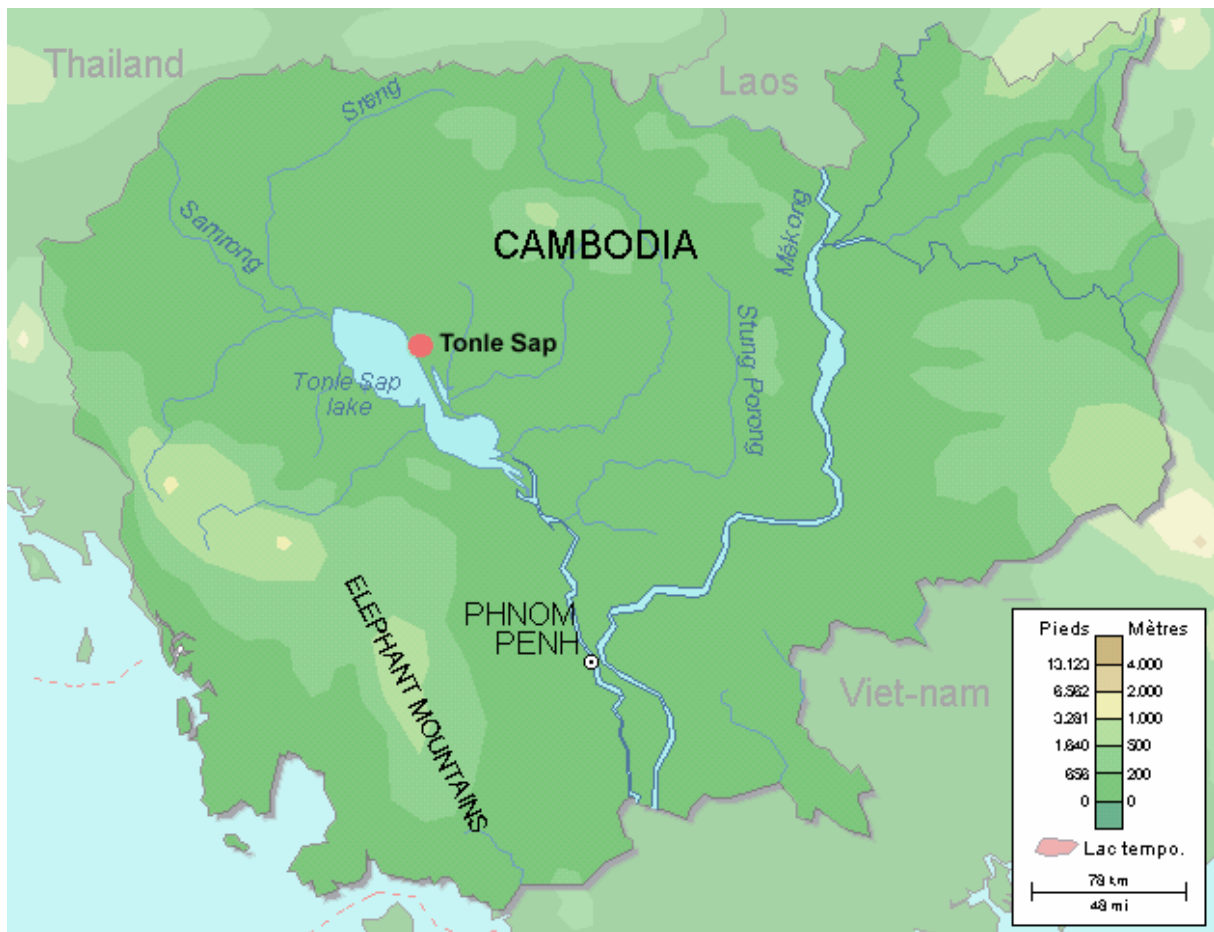 Thailand
Laos
Sreng
Samrong
CAMBODIA
Mékong
Tonle Sap
Tonle Sap
lake
Stung Porong
PHNOM
PENH
ELEPHANT MOUNTAINS
Viet-nam
Pieds Mètres
13.123 4.000
6.562 2.000
3.281 1.000
1.640 500
656 200
0 0
Lac tempo.
78 km
48 mi